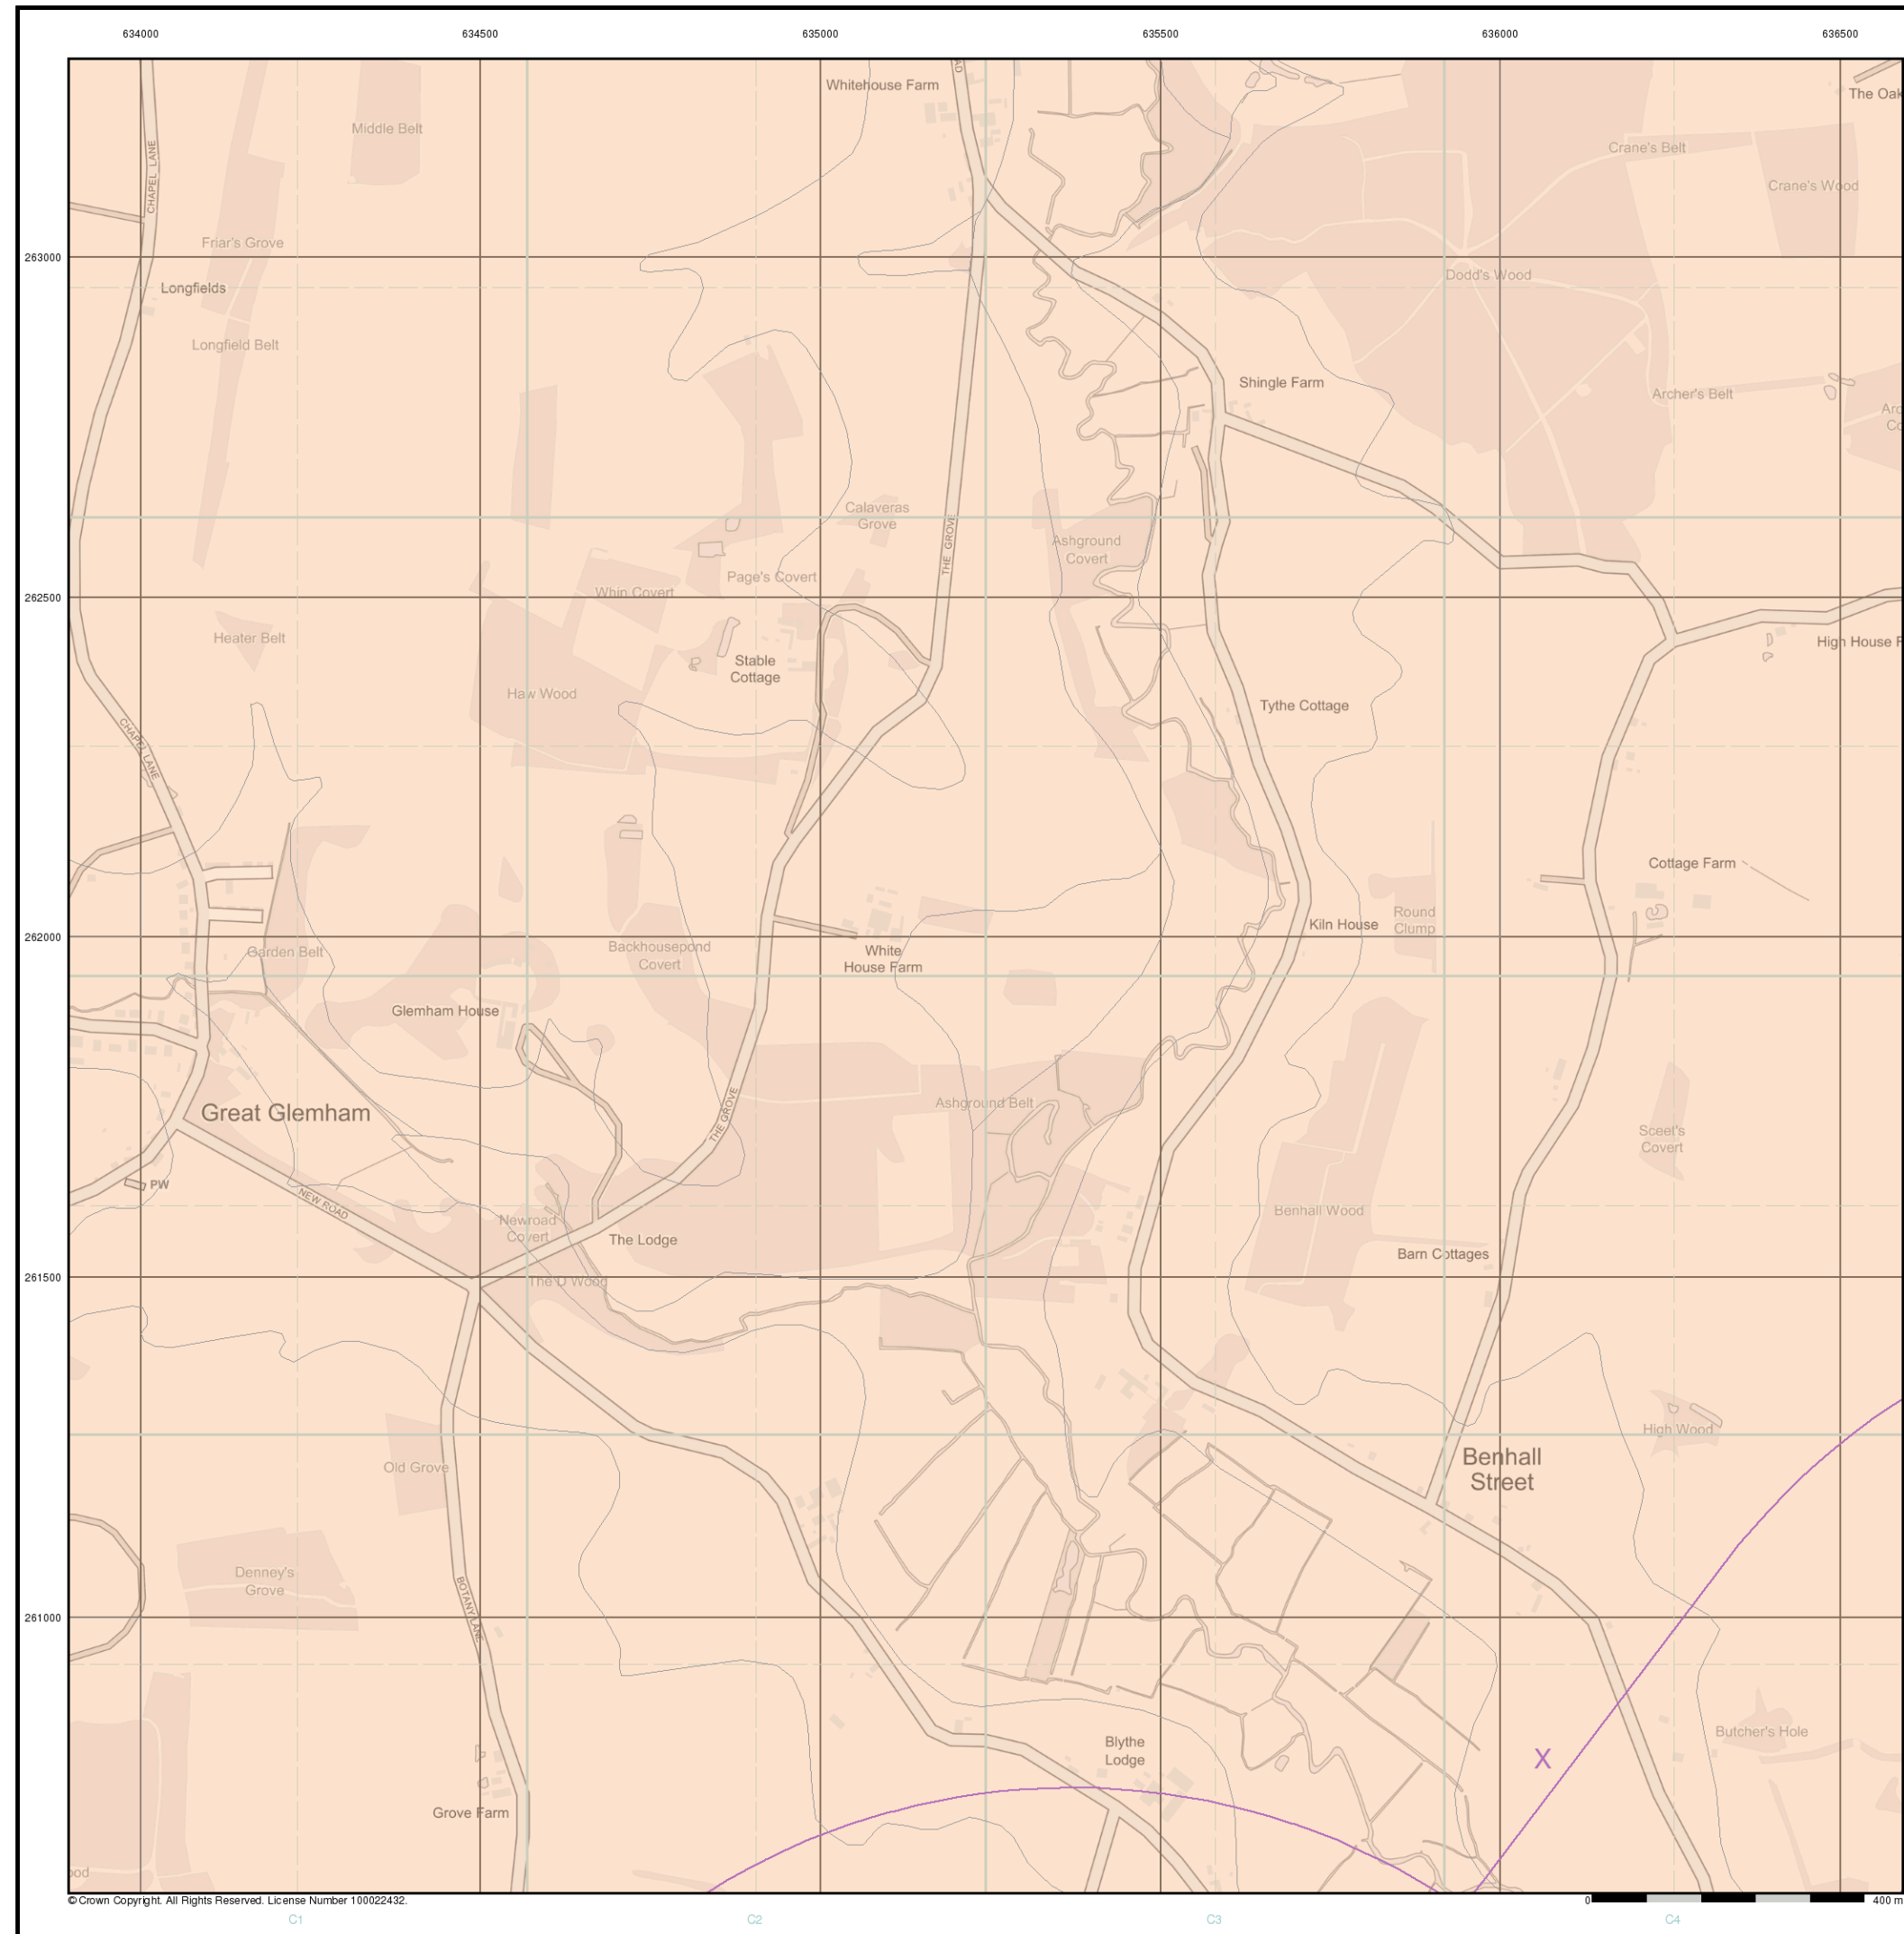 634000 634500 635000 635500 636000 636500
AD
Whitehouse Farm
The Oak
Middle Belt
CHAPEL LANE
Crane's Belt
Crane's Wood
Friar's Grove
263000
Dodd's Wood
Longfields
Longfield Belt
Shingle Farm
Archer's Belt
Arc
Co
Calaveras
Grove
THE GROVE
Ashground
Covert
Page's Covert
Whin Covert
262500
Heater Belt
High House F
Stable
Cottage
Haw Wood
Tythe Cottage
CHAPEL LANE
Cottage Farm
Round
Clump
Kiln House
262000
Garden Belt
Backhousepond
Covert
White
House Farm
Glemham House
Great Glemham
THE GROVE
Ashground Belt
Sceet's
Covert
PW
NEW ROAD
Newroad
Covert
Benhall Wood
The Lodge
Barn Cottages
261500
The D Wood
High Wood
Old Grove
Benhall
Street
Denney's
Grove
BOTANY LANE
261000
Butcher's Hole
Blythe
Lodge
X
Grove Farm
ood
© Crown Copyright. All Rights Reserved. License Number 100022432.
0 400 m
C1 C2 C3 C4